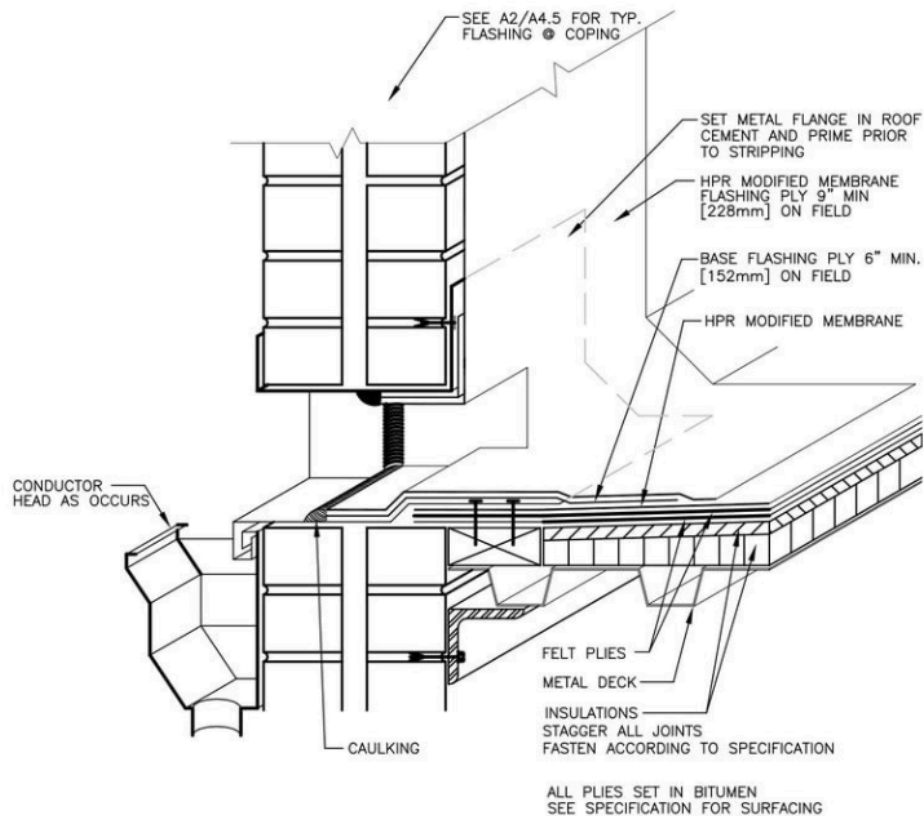 SEE A2/A4.5 FOR TYP.
FLASHING @ COPING
SET METAL FLANGE IN ROOF
CEMENT AND PRIME PRIOR
TO STRIPPING
HPR MODIFIED MEMBRANE
FLASHING PLY 9" MIN
[228mm] ON FIELD
BASE FLASHING PLY 6" MIN.
[152mm] ON FIELD
HPR MODIFIED MEMBRANE
CONDUCTOR
HEAD AS OCCURS
FELT PLIES
METAL DECK
INSULATIONS
STAGGER ALL JOINTS
FASTEN ACCORDING TO SPECIFICATION
CAULKING
ALL PLIES SET IN BITUMEN
SEE SPECIFICATION FOR SURFACING